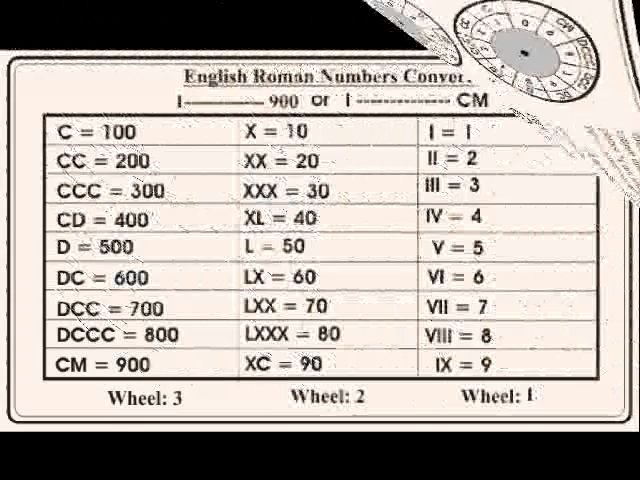 English Roman Numbers Conver.
1 900 or 1 CM
C = 100 X = 10 I = I
CC = 200 XX = 20 II = 2
CCC = 300 XXX = 30 III = 3
CD = 400 XL = 40 IV = 4
D = 500 L = 50 V = 5
DC = 600 LX = 60 VI = 6
DCC = 700 LXX = 70 VII = 7
DCCC = 800 LXXX = 80 VIII = 8
CM = 900 XC = 90 IX = 9
Wheel: 3 Wheel: 2 Wheel: 1